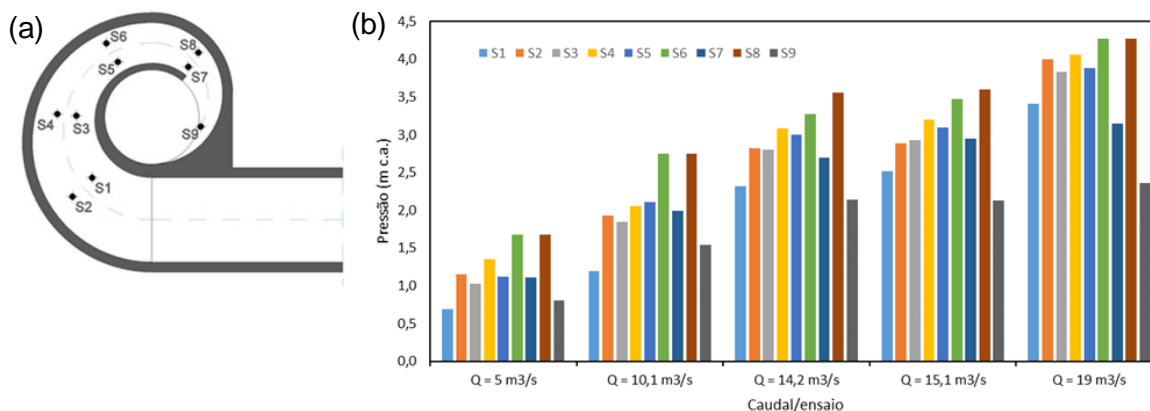 (a)
S6
S8
S5
S7
S4
S3
S9
S1
S2
(b)
4,5
4,0
3,5
3,0
2,5
2,0
1,5
1,0
0,5
0,0
Pressão (m c.a.)
S1 S2 S3 S4 S5 S6 S7 S8 S9
Q = 5 m3/s Q = 10,1 m3/s Q = 14,2 m3/s Q = 15,1 m3/s Q = 19 m3/s
Caudal/ensaio